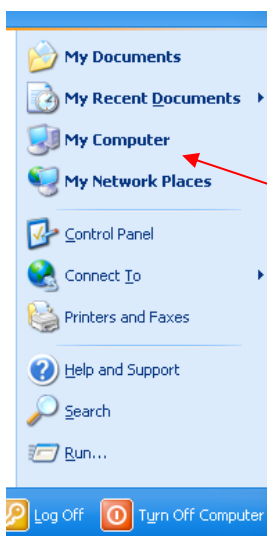 My Documents
My Recent Documents
My Computer
My Network Places
Control Panel
Connect To
Printers and Faxes
Help and Support
Search
Run...
Log Off Turn Off Computer